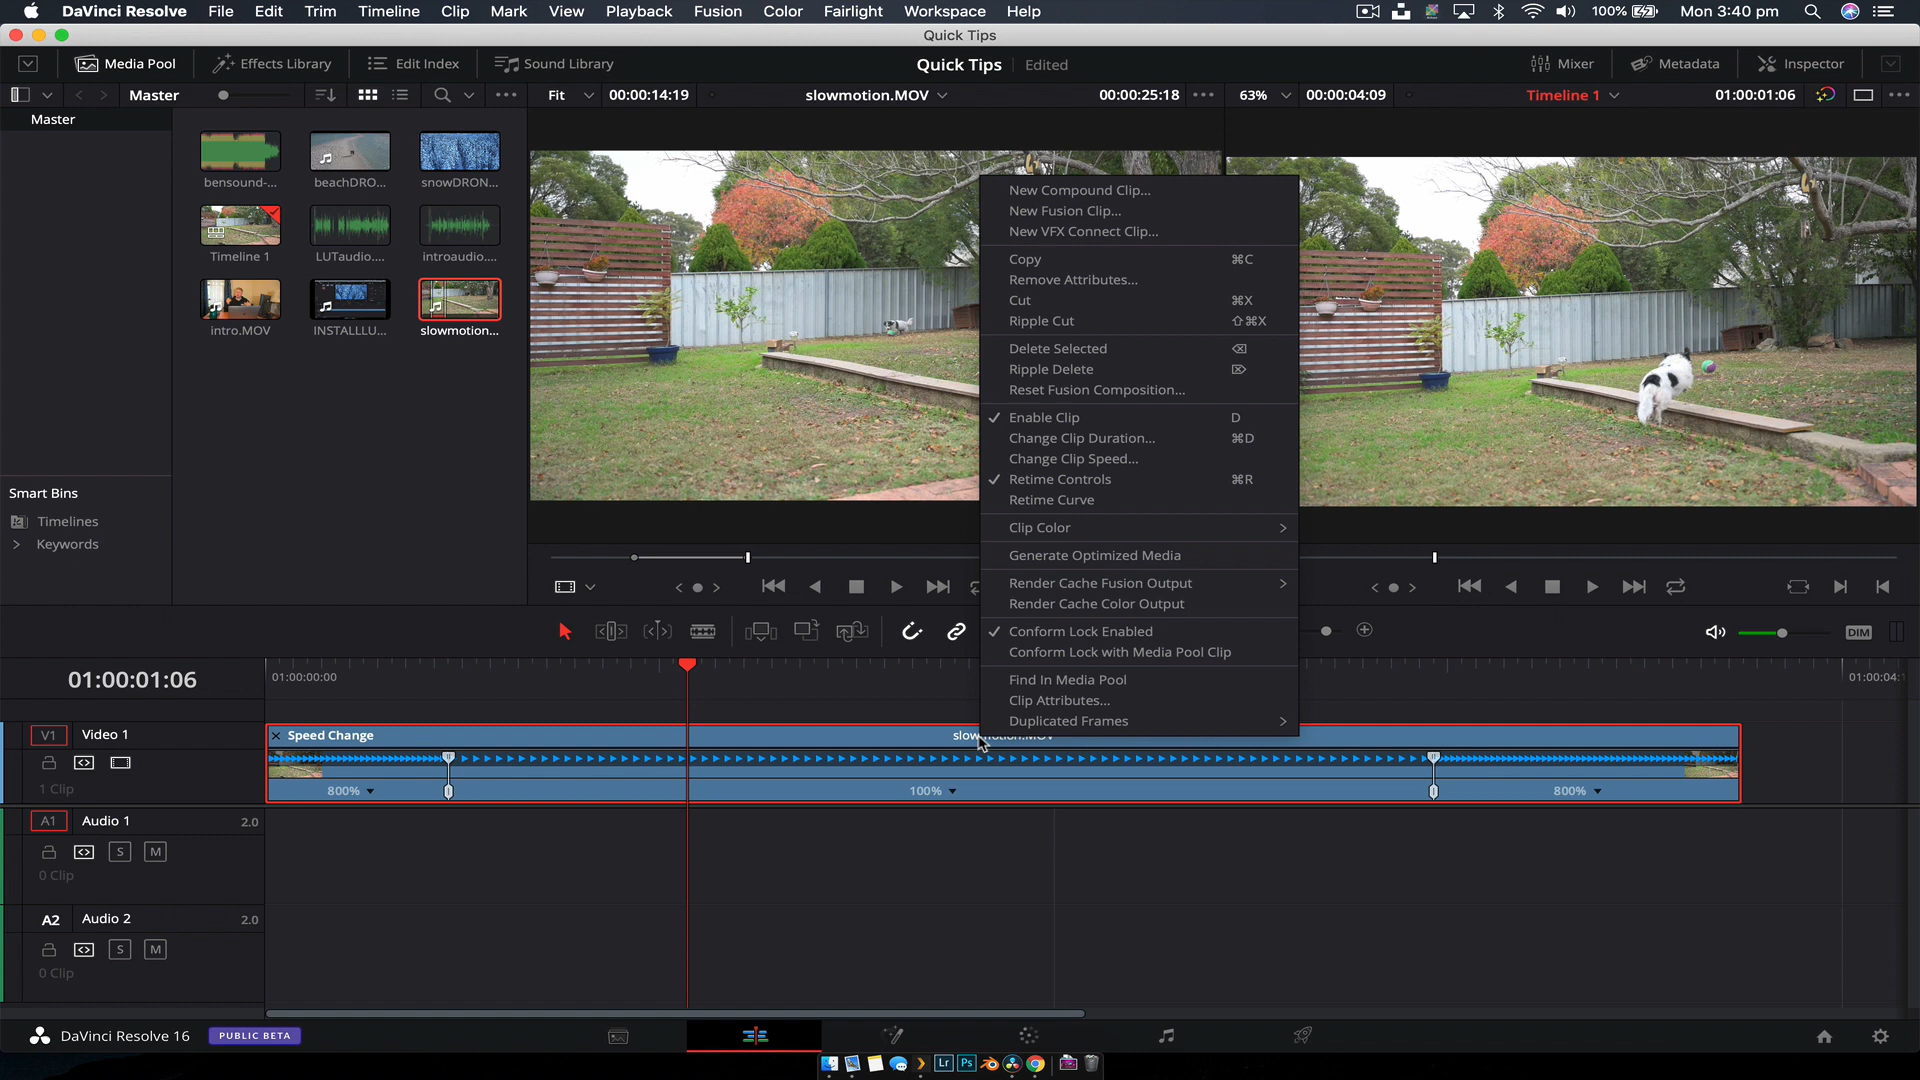 DaVinci Resolve File Edit Trim Timeline Clip Mark View Playback Fusion Color Fairlight Workspace Help 100% Mon 3:40 pm
Quick Tips
Media Pool Effects Library Edit Index Sound Library Quick Tips Edited Mixer Metadata Inspector
Master Fit 00:00:14:19 slowmotion.MOV 00:00:25:18 63% 00:00:04:09 Timeline 1 01:00:01:06
Master
bensound-... beachDRO... snowDRON...
Timeline 1 LUTaudio.... introaudio....
intro.MOV INSTALLLU... slowmotion...
Smart Bins
Timelines
Keywords
New Compound Clip...
New Fusion Clip...
New VFX Connect Clip...
Copy ⌘C
Remove Attributes...
Cut ⌘X
Ripple Cut ⇧⌘X
Delete Selected ⌫
Ripple Delete ⌦
Reset Fusion Composition...
Enable Clip D
Change Clip Duration... ⌘D
Change Clip Speed...
Retime Controls ⌘R
Retime Curve
Clip Color
Generate Optimized Media
Render Cache Fusion Output
Render Cache Color Output
Conform Lock Enabled
Conform Lock with Media Pool Clip
Find In Media Pool
Clip Attributes...
Duplicated Frames
DIM
01:00:01:06 01:00:00:00 01:00:04:
V1 Video 1 Speed Change slowmotion.MOV
1 Clip 800% 100% 800%
A1 Audio 1 2.0
S M
0 Clip
A2 Audio 2 2.0
S M
0 Clip
DaVinci Resolve 16 PUBLIC BETA
Lr Ps